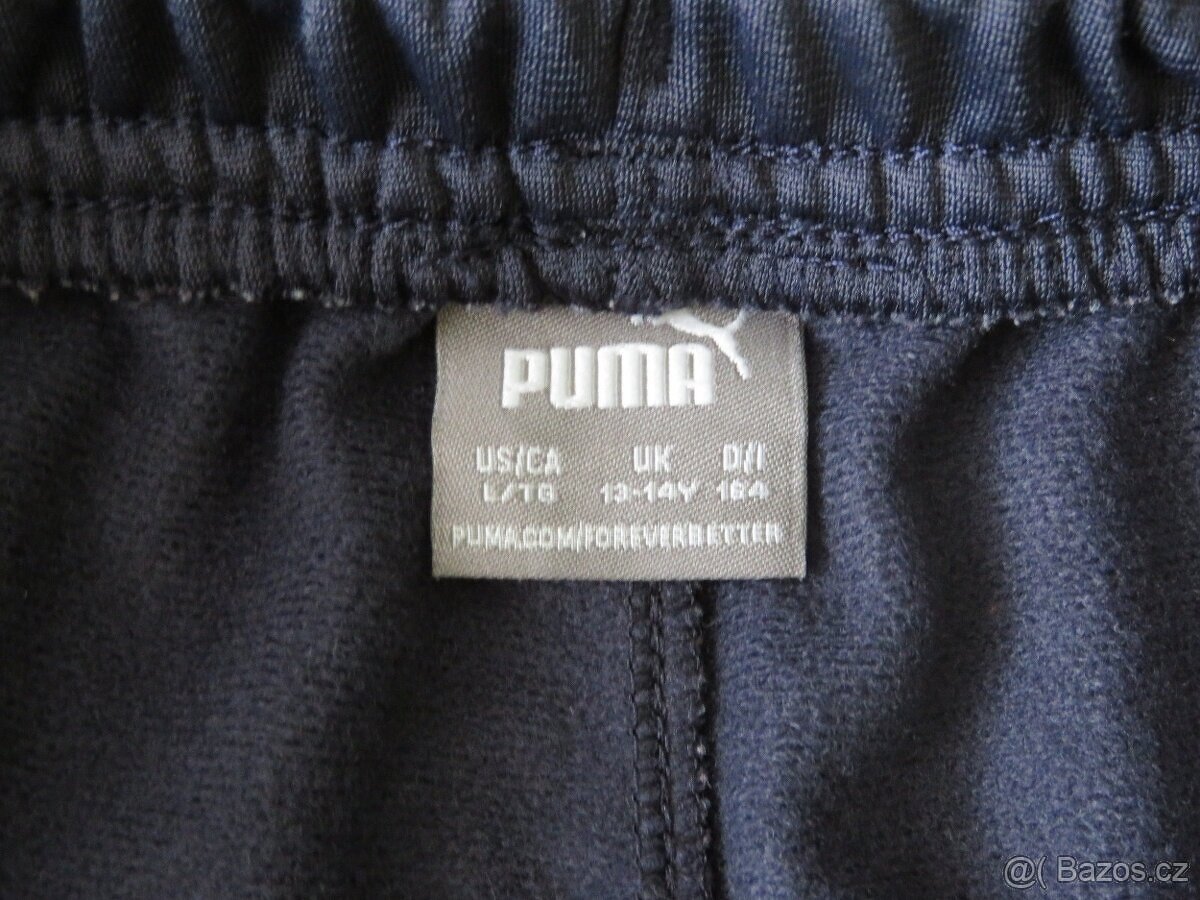 PUMA
US/CA UK D/I
L/TG 13-14Y 164
PUMA.COM/FOREVERBETTER
@( Bazos.cz